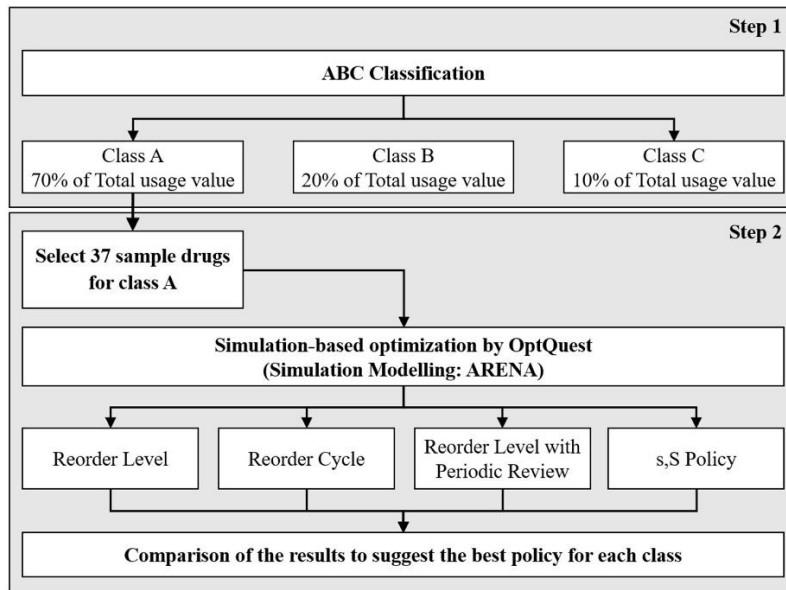 Step 1
ABC Classification
Class A
70% of Total usage value
Class B
20% of Total usage value
Class C
10% of Total usage value
Step 2
Select 37 sample drugs
for class A
Simulation-based optimization by OptQuest
(Simulation Modelling: ARENA)
Reorder Level
Reorder Cycle
Reorder Level with
Periodic Review
s,S Policy
Comparison of the results to suggest the best policy for each class